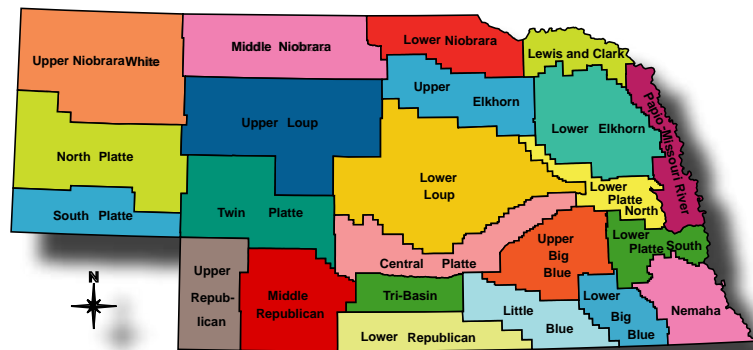 Upper NiobraraWhite
Middle Niobrara
Lower Niobrara
Lewis and Clark
Upper Elkhorn
Papio-Missouri River
Upper Loup
Lower Elkhorn
North Platte
Lower
Loup
Lower
Platte
North
South Platte
Twin Platte
Lower
Platte South
Central Platte
Upper
Big
Blue
Upper
Repub-
lican
Middle
Republican
Tri-Basin
Little
Blue
Lower
Big
Blue
Nemaha
Lower Republican
N